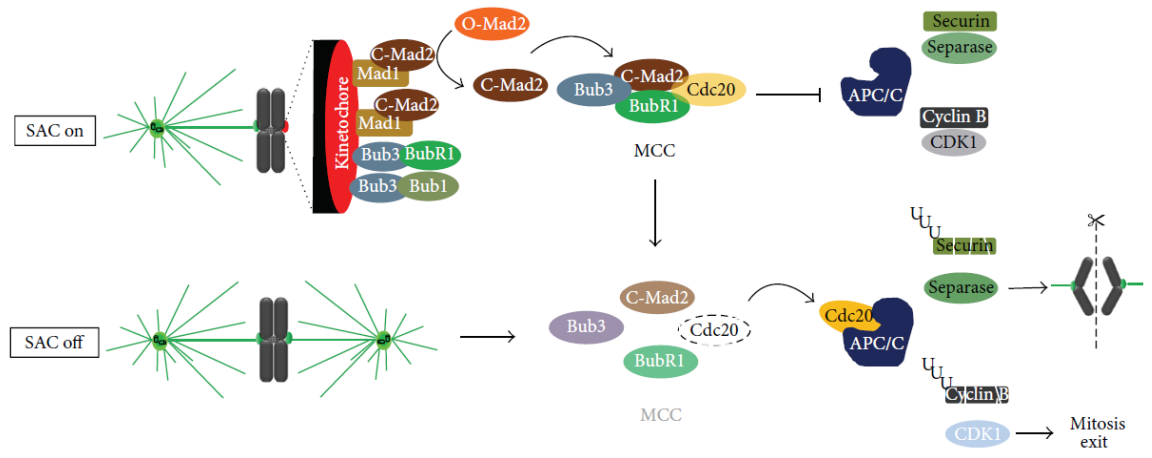 SAC on
Kinetochore
C-Mad2
Mad1
C-Mad2
Mad1
Bub3
BubR1
Bub3
Bub1
O-Mad2
C-Mad2
C-Mad2
Bub3
Cdc20
BubR1
MCC
APC/C
Securin
Separase
Cyclin B
CDK1
SAC off
C-Mad2
Bub3
Cdc20
BubR1
MCC
Cdc20
APC/C
U
U
U
Securin
Separase
U
U
U
Cyclin B
CDK1
Mitosis
exit